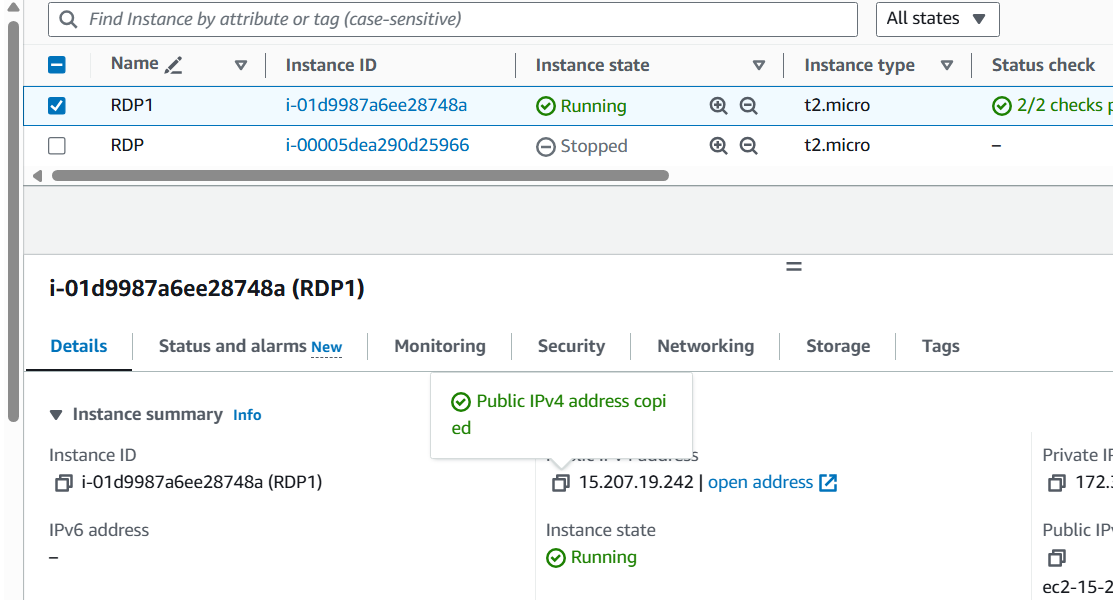 Find Instance by attribute or tag (case-sensitive) All states
Name Instance ID Instance state Instance type Status check
RDP1 i-01d9987a6ee28748a Running t2.micro 2/2 checks
RDP i-00005dea290d25966 Stopped t2.micro –
i-01d9987a6ee28748a (RDP1)
Details Status and alarms New Monitoring Security Networking Storage Tags
Public IPv4 address copi
ed
Instance summary Info
Instance ID address Private
i-01d9987a6ee28748a (RDP1) 15.207.19.242 | open address 172.
IPv6 address Instance state Public
– Running
ec2-15-2